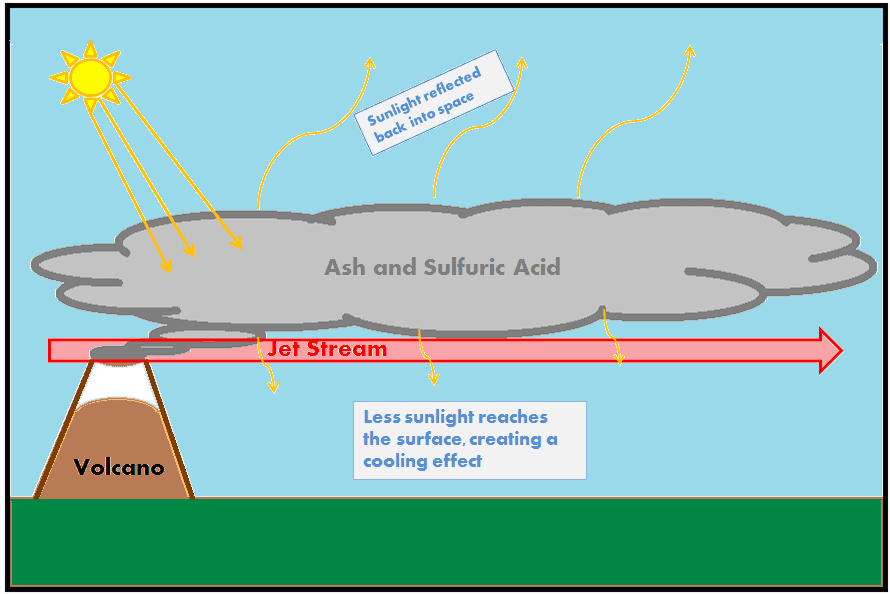 Sunlight reflected
back into space
Ash and Sulfuric Acid
Jet Stream
Less sunlight reaches
the surface, creating a
cooling effect
Volcano